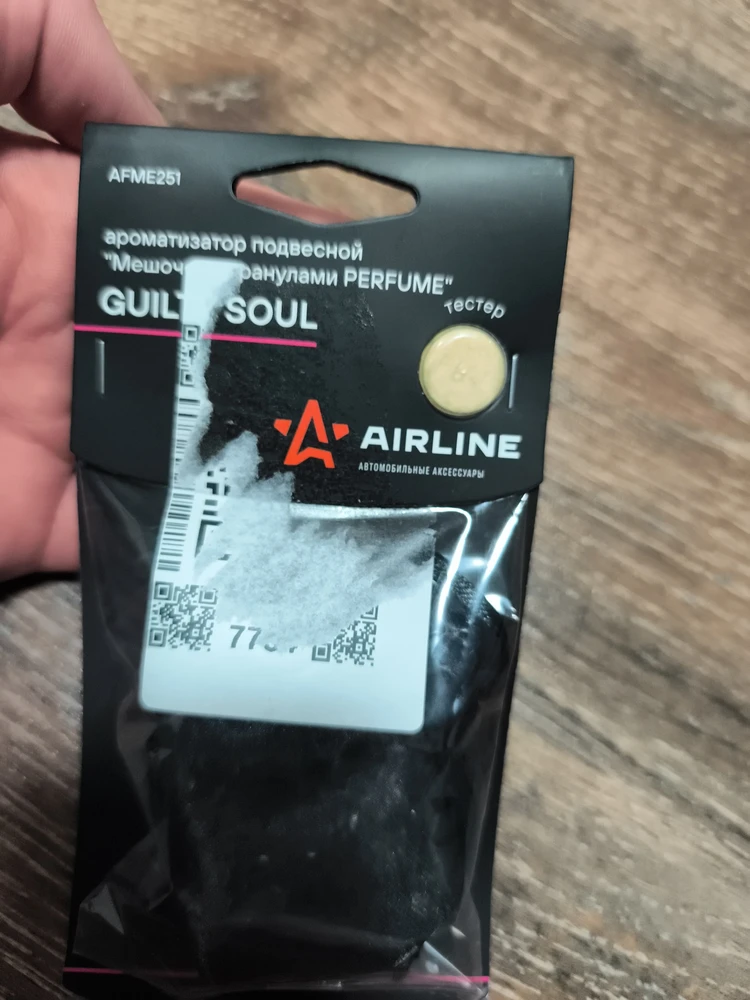 AFME251
ароматизатор подвесной
PERFUME"
SOUL
тестер
AIRLINE
АВТОМОБИЛЬНЫЕ АКСЕССУАРЫ